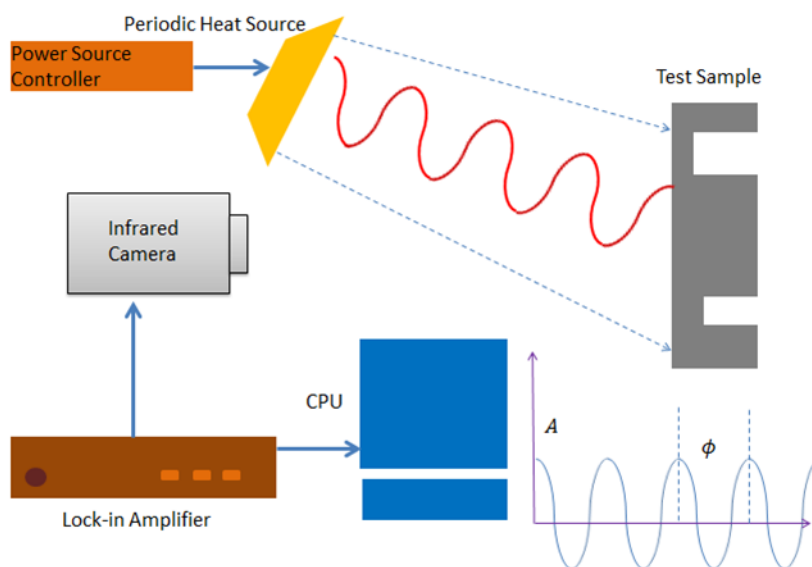 Periodic Heat Source
Power Source
Controller
Test Sample
Infrared
Camera
CPU
A
ϕ
Lock-in Amplifier